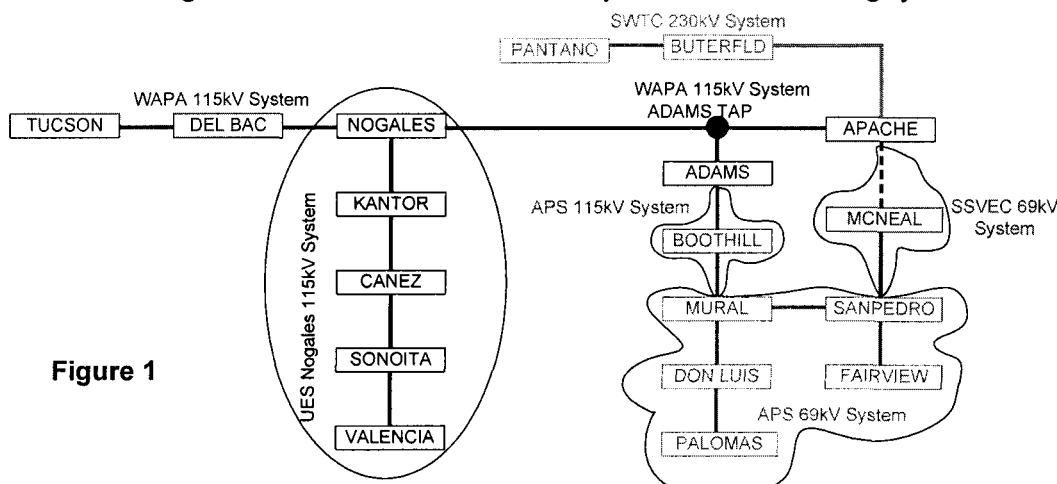 SWTC 230kV System
PANTANO
BUTERFLD
WAPA 115kV System
WAPA 115kV System
ADAMS TAP
TUCSON
DEL BAC
NOGALES
APACHE
ADAMS
KANTOR
APS 115kV System
MCNEAL
SSVEC 69kV
System
BOOTHILL
UES Nogales 115kV System
CANEZ
MURAL
SANPEDRO
Figure 1
SONOITA
DON LUIS
FAIRVIEW
APS 69kV System
VALENCIA
PALOMAS